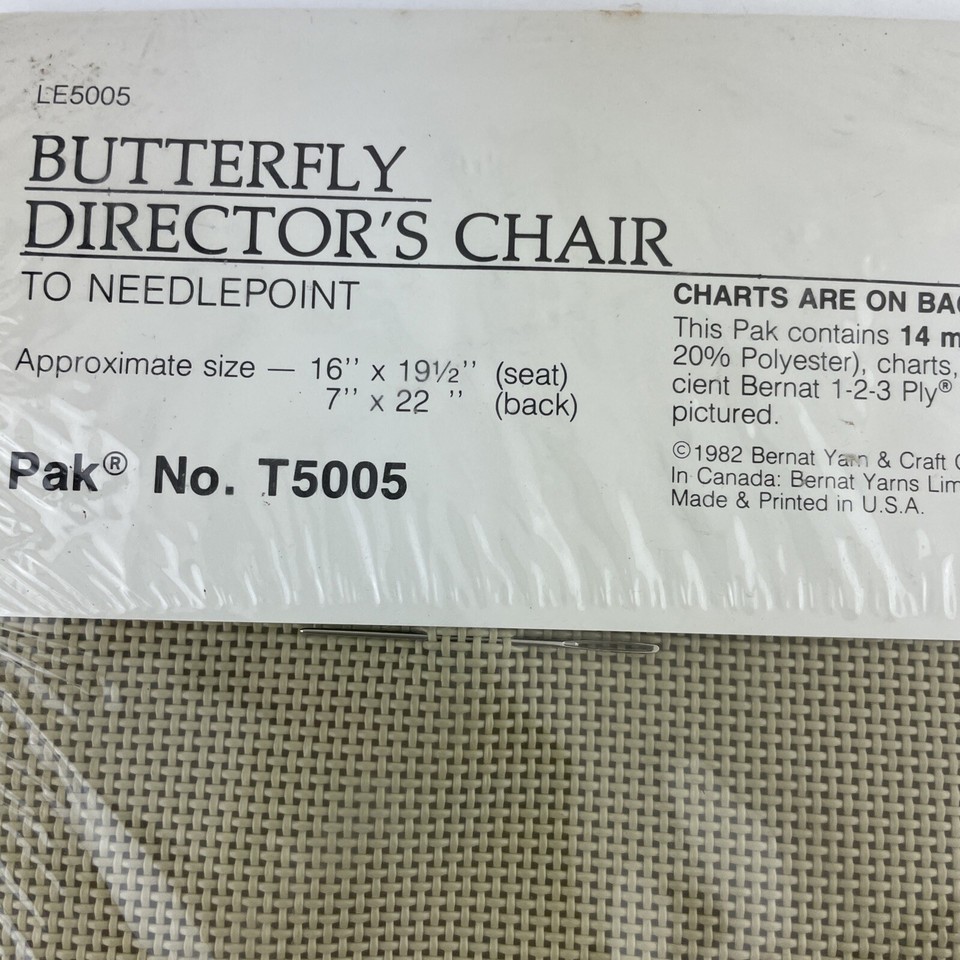 LE5005
BUTTERFLY
DIRECTOR'S CHAIR
TO NEEDLEPOINT
Approximate size — 16'' x 19½'' (seat)
7'' x 22 '' (back)
Pak® No. T5005
CHARTS ARE ON
This Pak contains 14
20% Polyester), charts,
cient Bernat 1-2-3 Ply®
pictured.
©1982 Bernat Yarn & Craft
In Canada: Bernat Yarns
Made & Printed in U.S.A.